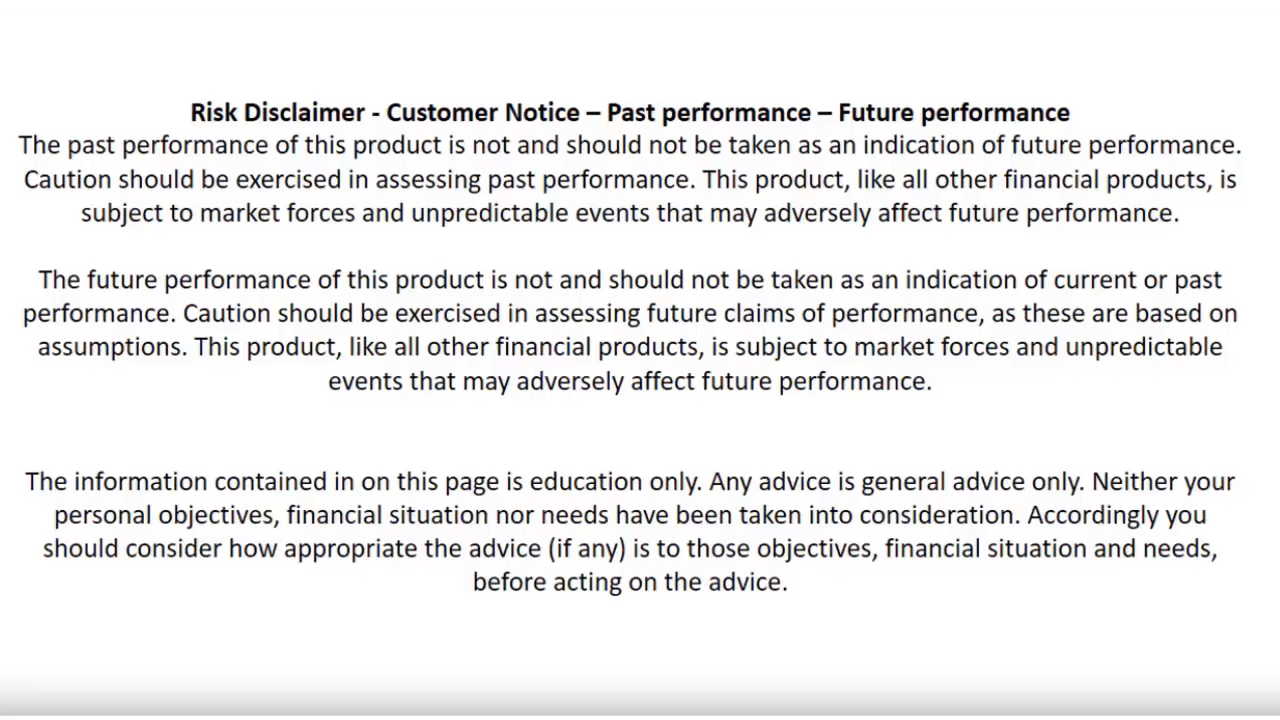 Risk Disclaimer - Customer Notice – Past performance – Future performance
The past performance of this product is not and should not be taken as an indication of future performance.
Caution should be exercised in assessing past performance. This product, like all other financial products, is
subject to market forces and unpredictable events that may adversely affect future performance.
The future performance of this product is not and should not be taken as an indication of current or past
performance. Caution should be exercised in assessing future claims of performance, as these are based on
assumptions. This product, like all other financial products, is subject to market forces and unpredictable
events that may adversely affect future performance.
The information contained in on this page is education only. Any advice is general advice only. Neither your
personal objectives, financial situation nor needs have been taken into consideration. Accordingly you
should consider how appropriate the advice (if any) is to those objectives, financial situation and needs,
before acting on the advice.